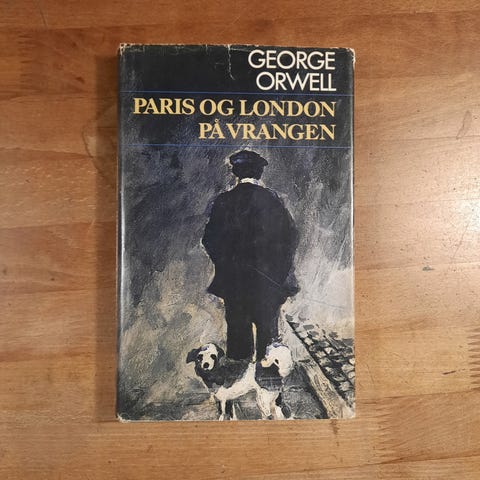 GEORGE
ORWELL
PARIS OG LONDON
PÅ VRANGEN